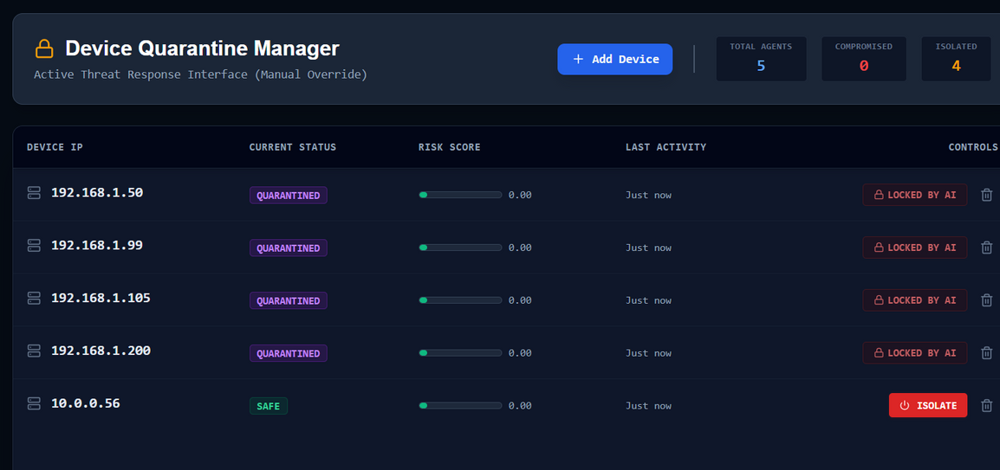 Device Quarantine Manager
Active Threat Response Interface (Manual Override)
Add Device
TOTAL AGENTS
5
COMPROMISED
0
ISOLATED
4
DEVICE IP CURRENT STATUS RISK SCORE LAST ACTIVITY CONTROLS
192.168.1.50 QUARANTINED 0.00 Just now LOCKED BY AI
192.168.1.99 QUARANTINED 0.00 Just now LOCKED BY AI
192.168.1.105 QUARANTINED 0.00 Just now LOCKED BY AI
192.168.1.200 QUARANTINED 0.00 Just now LOCKED BY AI
10.0.0.56 SAFE 0.00 Just now ISOLATE